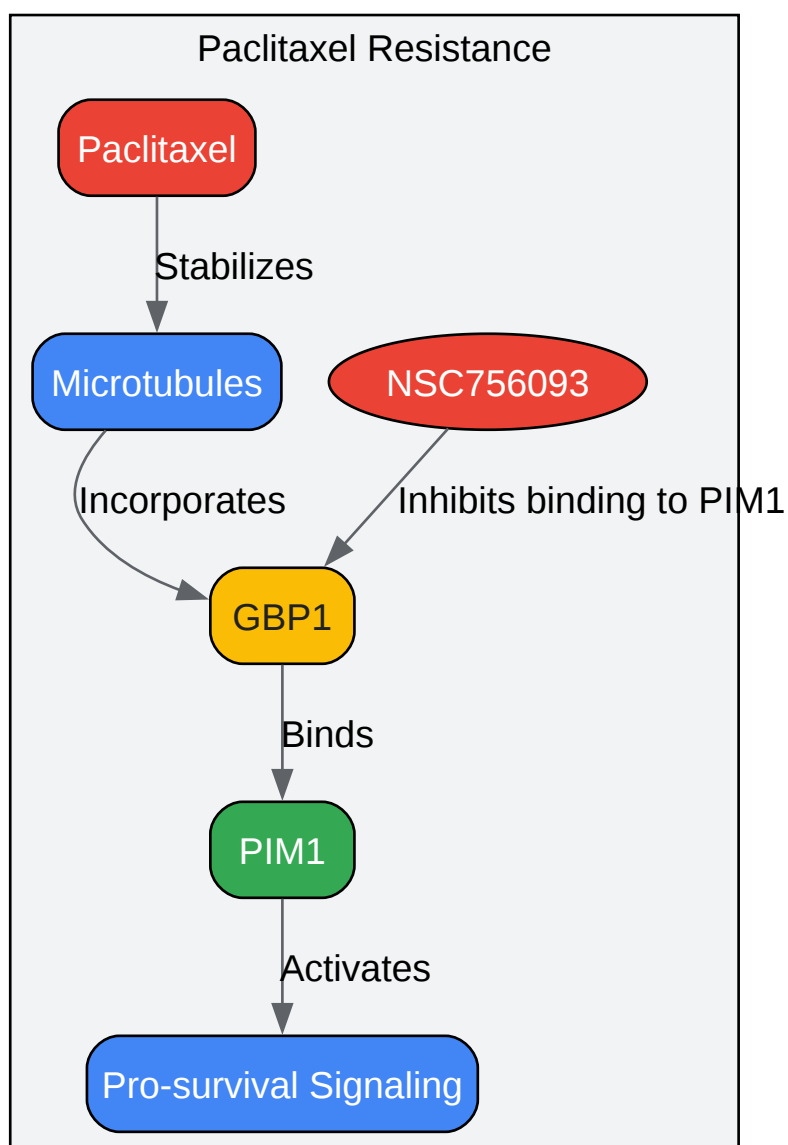 Paclitaxel Resistance
Paclitaxel
Stabilizes
Microtubules
NSC756093
Incorporates
Inhibits binding to PIM1
GBP1
Binds
PIM1
Activates
Pro-survival Signaling